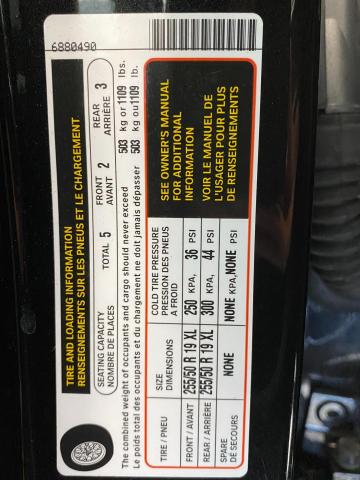 6880490
TIRE AND LOADING INFORMATION
RENSEIGNEMENTS SUR LES PNEUS ET LE CHARGEMENT
SEATING CAPACITY
NOMBRE DE PLACES
TOTAL 5
FRONT
AVANT 2
REAR
ARRIÈRE 3
The combined weight of occupants and cargo should never exceed 503 kg or 1109 lbs.
Le poids total des occupants et du chargement ne doit jamais dépasser 503 kg ou 1109 lb.
TIRE / PNEU
SIZE
DIMENSIONS
COLD TIRE PRESSURE
PRESSION DES PNEUS
A FROID
SEE OWNER'S MANUAL
FOR ADDITIONAL
INFORMATION
FRONT / AVANT 255/50 R 19 XL 250 KPA, 36 PSI
REAR / ARRIÈRE 255/50 R 19 XL 300 KPA, 44 PSI
VOIR LE MANUEL DE
L'USAGER POUR PLUS
DE RENSEIGNEMENTS
SPARE
DE SECOURS
NONE
NONE KPA, NONE PSI